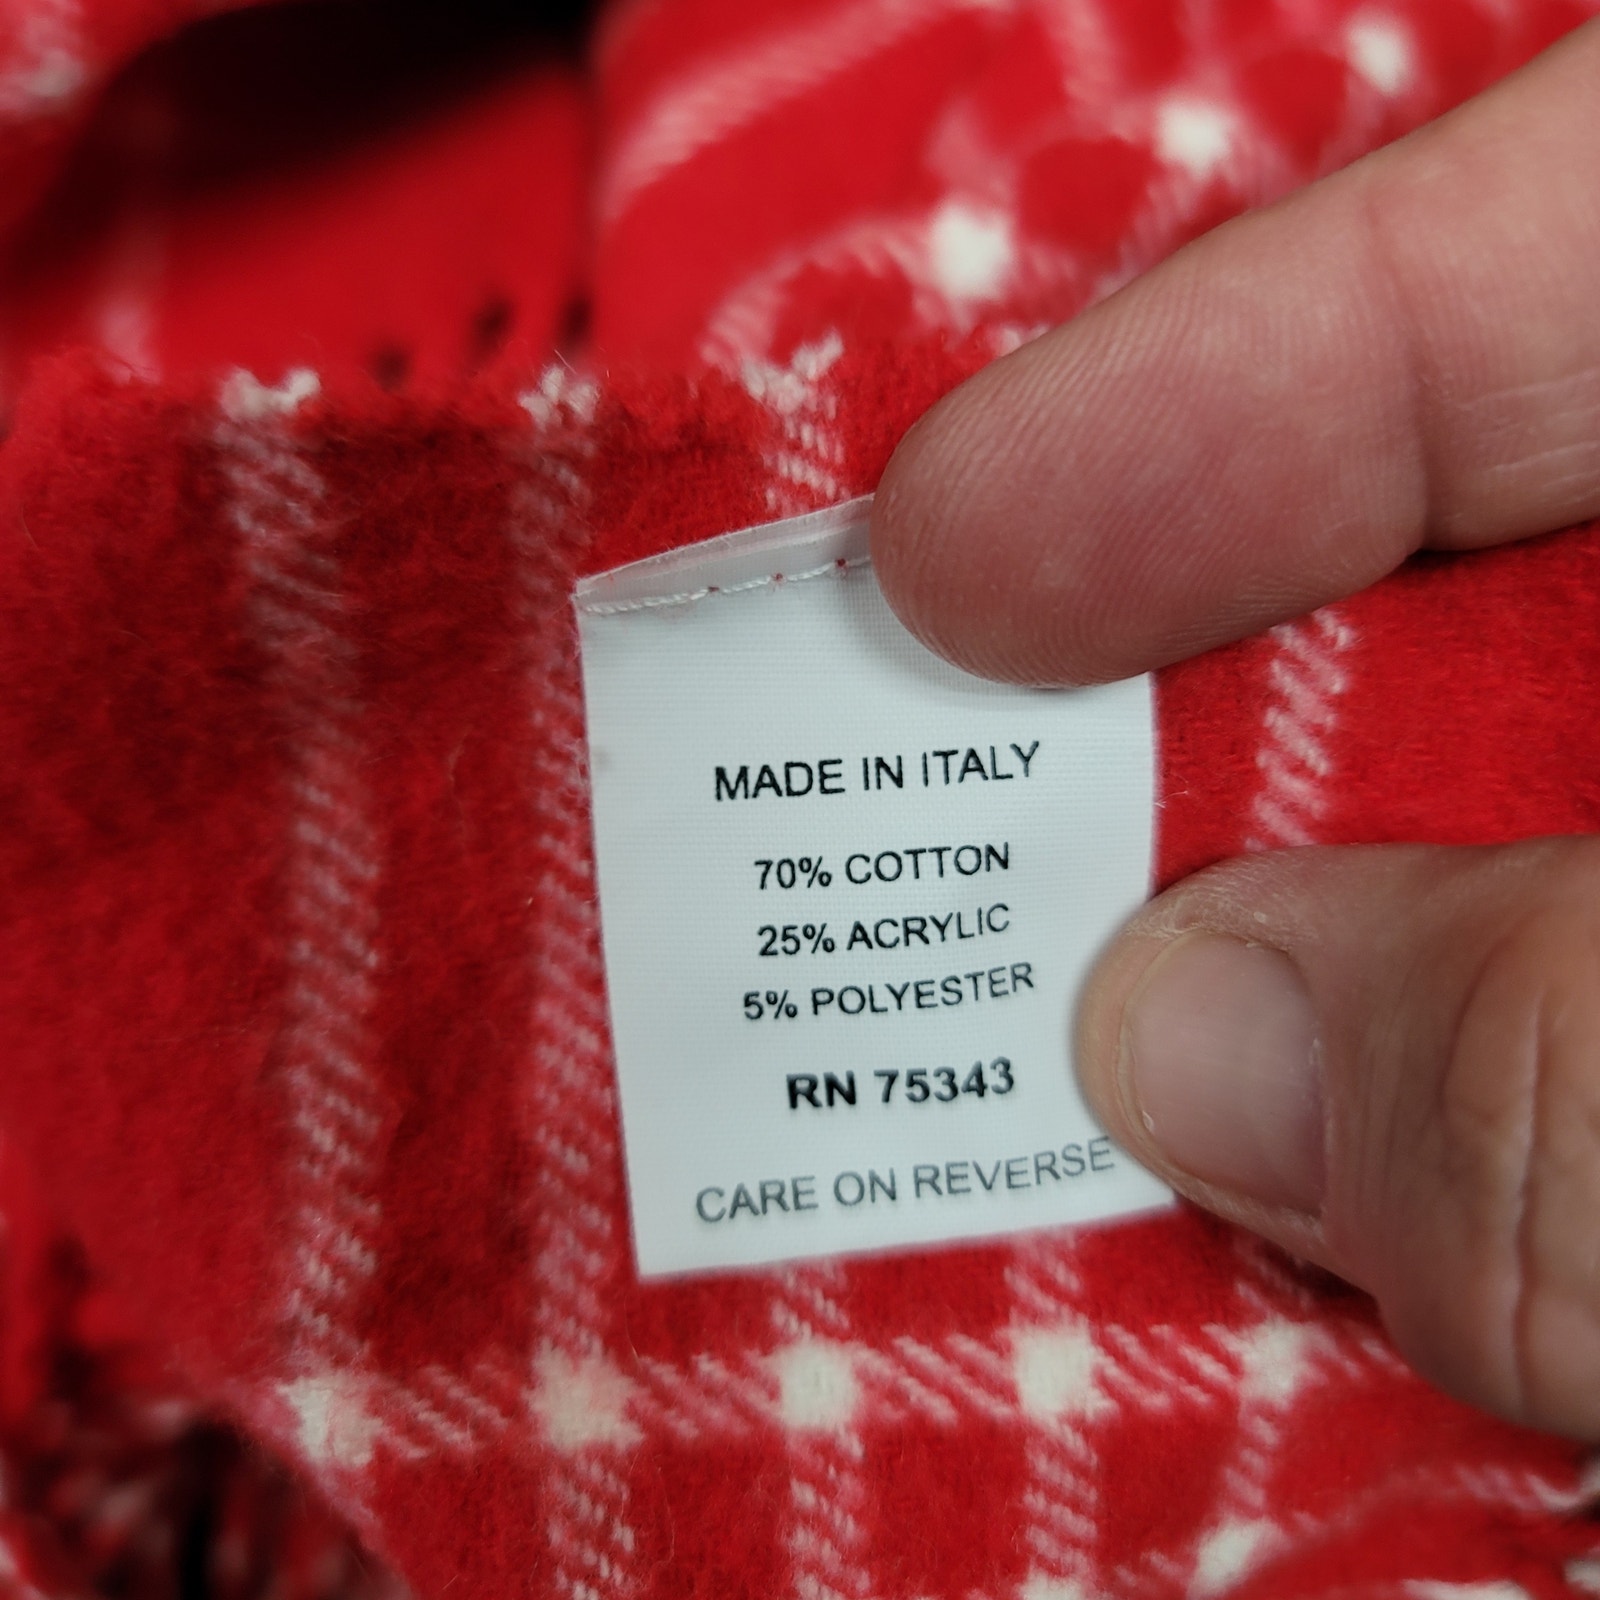 MADE IN ITALY
70% COTTON
25% ACRYLIC
5% POLYESTER
RN 75343
CARE ON REVERSE